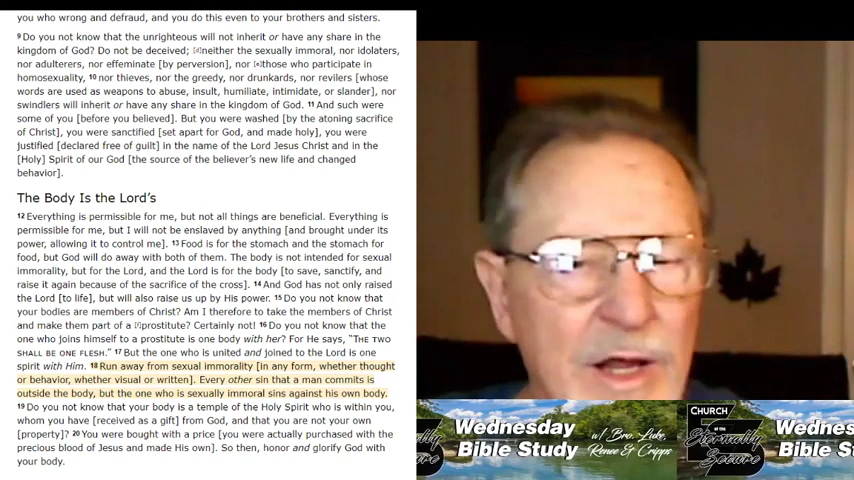 you who wrong and defraud, and you do this even to your brothers and sisters.
9 Do you not know that the unrighteous will not inherit or have any share in the
kingdom of God? Do not be deceived; neither the sexually immoral, nor idolaters,
nor adulterers, nor effeminate [by perversion], nor those who participate in
homosexuality, 10 nor thieves, nor the greedy, nor drunkards, nor revilers [whose
words are used as weapons to abuse, insult, humiliate, intimidate, or slander], nor
swindlers will inherit or have any share in the kingdom of God. 11 And such were
some of you [before you believed]. But you were washed [by the atoning sacrifice
of Christ], you were sanctified [set apart for God, and made holy], you were
justified [declared free of guilt] in the name of the Lord Jesus Christ and in the
[Holy] Spirit of our God [the source of the believer's new life and changed
behavior].
The Body Is the Lord's
12 Everything is permissible for me, but not all things are beneficial. Everything is
permissible for me, but I will not be enslaved by anything [and brought under its
power, allowing it to control me]. 13 Food is for the stomach and the stomach for
food, but God will do away with both of them. The body is not intended for sexual
immorality, but for the Lord, and the Lord is for the body [to save, sanctify, and
raise it again because of the sacrifice of the cross]. 14 And God has not only raised
the Lord [to life], but will also raise us up by His power. 15 Do you not know that
your bodies are members of Christ? Am I therefore to take the members of Christ
and make them part of a prostitute? Certainly not! 16 Do you not know that the
one who joins himself to a prostitute is one body with her? For He says, “THE TWO
SHALL BE ONE FLESH.” 17 But the one who is united and joined to the Lord is one
spirit with Him. 18 Run away from sexual immorality [in any form, whether thought
or behavior, whether visual or written]. Every other sin that a man commits is
outside the body, but the one who is sexually immoral sins against his own body.
19 Do you not know that your body is a temple of the Holy Spirit who is within you,
whom you have [received as a gift] from God, and that you are not your own
[property]? 20 You were bought with a price [you were actually purchased with the
precious blood of Jesus and made His own]. So then, honor and glorify God with
your body.
Wednesday
Bible Study
w/ Bro. Luke,
Renee & Cripps
CHURCH
of the
Eternally
Secure
Wednes
Bible S